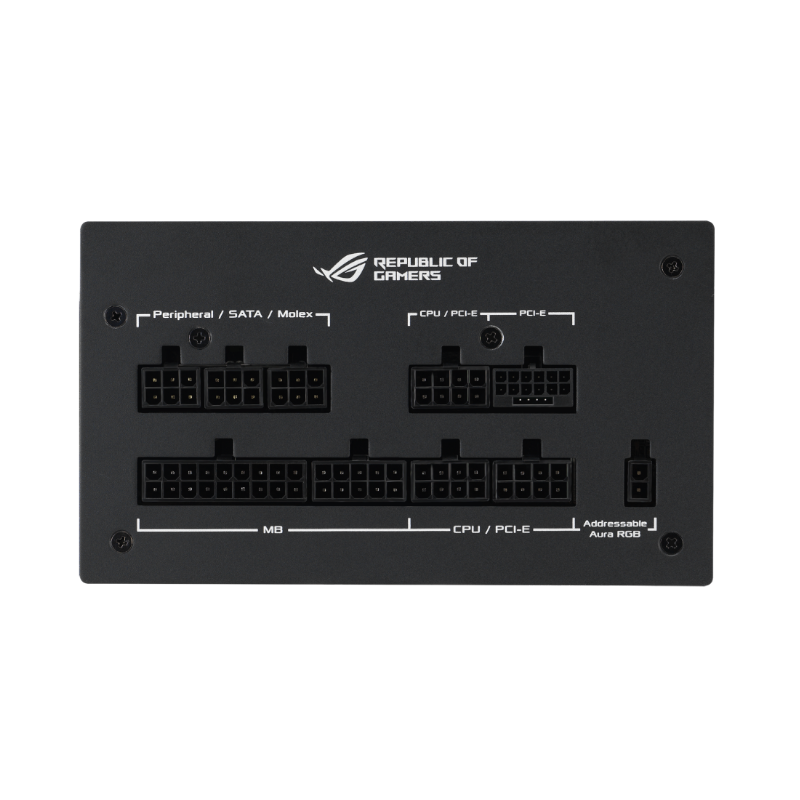 REPUBLIC OF
GAMERS
Peripheral / SATA / Molex
CPU / PCI-E
PCI-E
MB
CPU / PCI-E
Addressable
Aura RGB